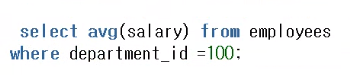 select avg(salary) from employees
where department_id =100;